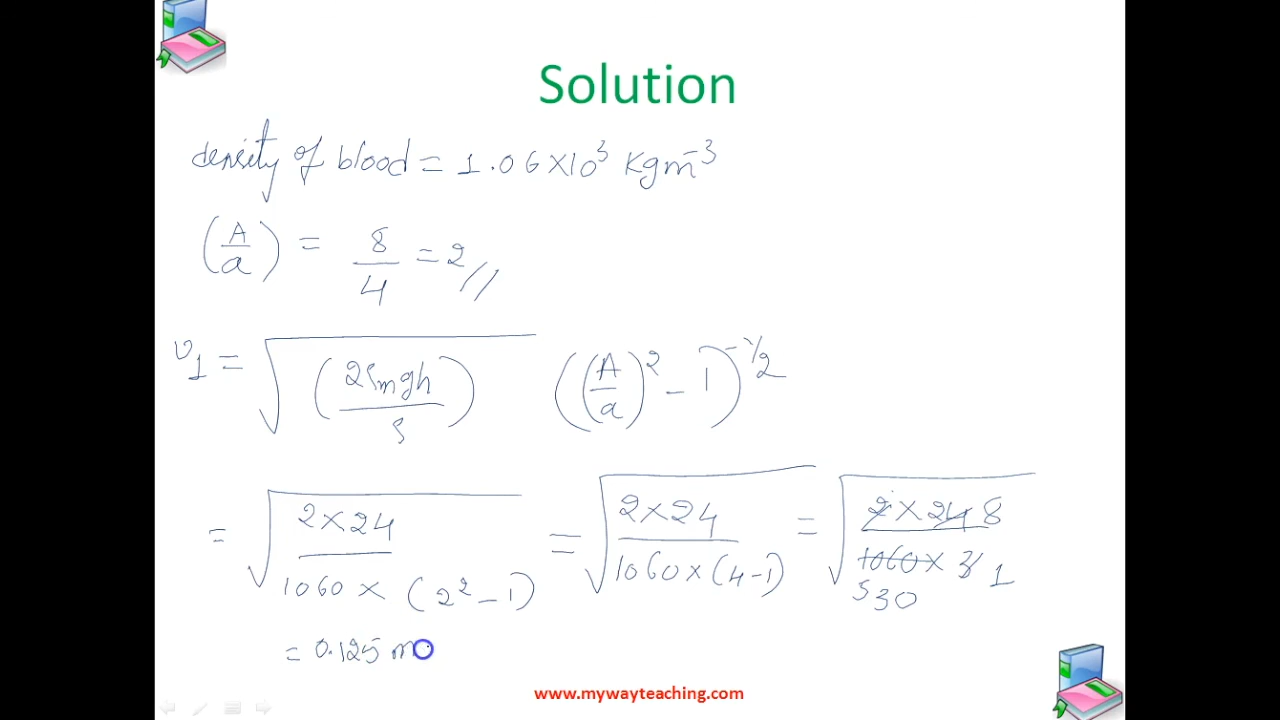 Solution
density of blood = 1.06×10³ kgm⁻³
(A/a) = 8/4 = 2//
v₁ = √(2ρₘgh/ρ) ((A/a)² - 1)^(-1/2)
= √(2×24/1060×(2²-1)) = √(2×24/1060×(4-1)) = √(2×24 8/1060×3 1 530)
= 0.125 m
www.mywayteaching.com